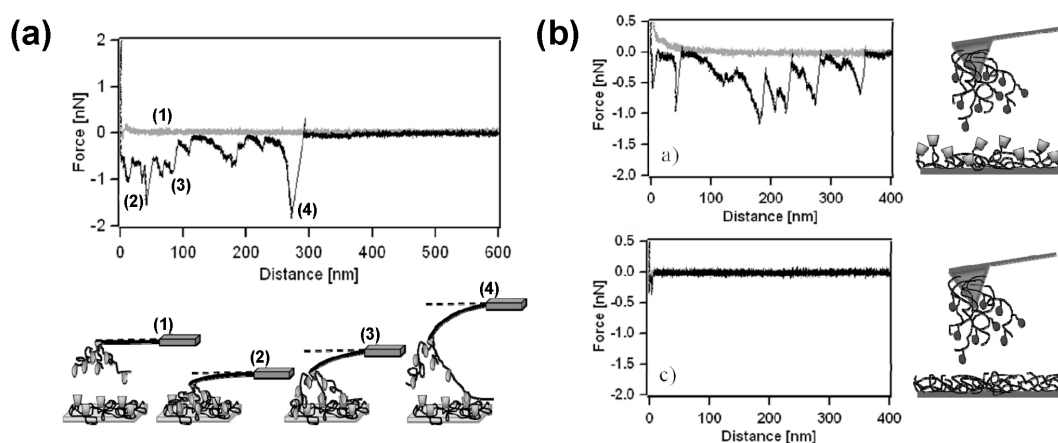 (a)
2
1
0
-1
-2
Force [nN]
(1)
(2)
(3)
(4)
0 100 200 300 400 500 600
Distance [nm]
(1)
(2)
(3)
(4)
(b)
0.5
0.0
-0.5
-1.0
-1.5
-2.0
Force [nN]
a)
0 100 200 300 400
Distance [nm]
0.5
0.0
-0.5
-1.0
-1.5
-2.0
Force [nN]
c)
0 100 200 300 400
Distance [nm]